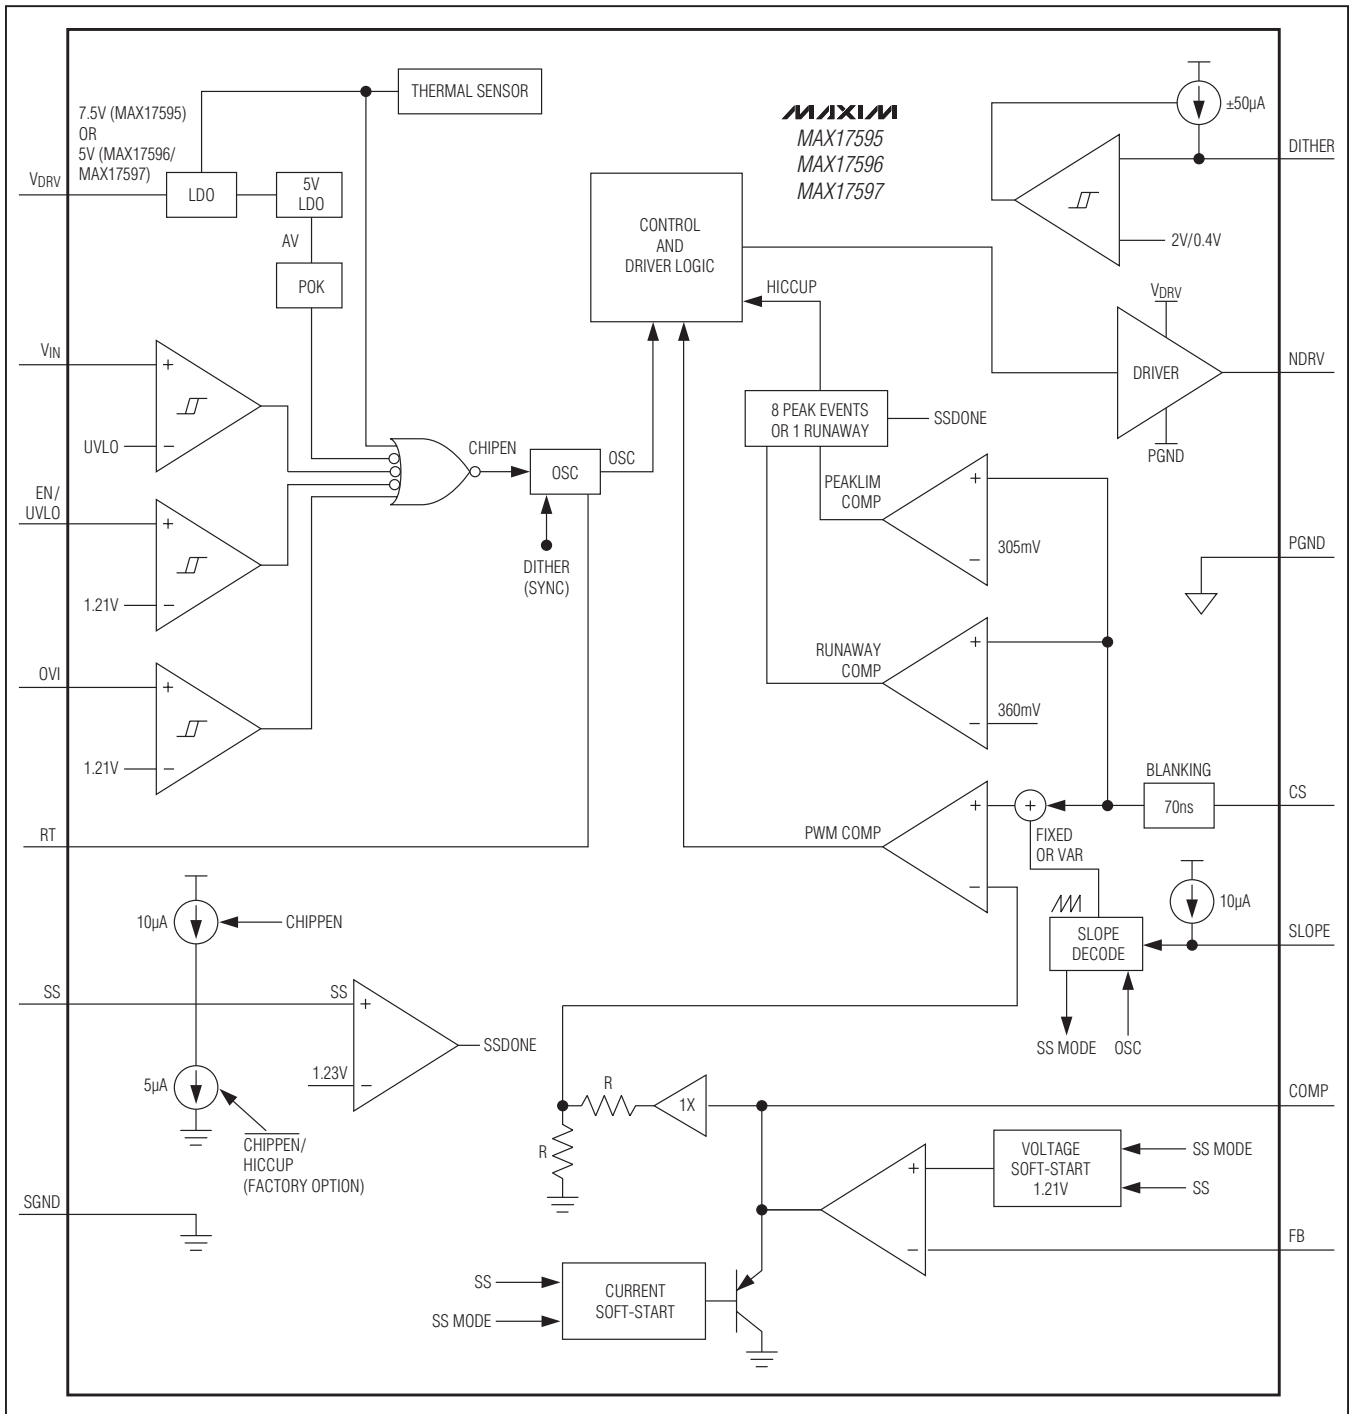 THERMAL SENSOR
7.5V (MAX17595)
OR
5V (MAX17596/
MAX17597)
VDRV
LDO
5V
LDO
AV
POK
MAXIM
MAX17595
MAX17596
MAX17597
±50µA
DITHER
2V/0.4V
CONTROL
AND
DRIVER LOGIC
HICCUP
VDRV
DRIVER
NDRV
PGND
VIN
+
UVLO
−
8 PEAK EVENTS
OR 1 RUNAWAY
SSDONE
CHIPEN
OSC
OSC
DITHER
(SYNC)
EN/
UVLO
+
1.21V
−
PEAKLIM
COMP
+
305mV
−
PGND
OVI
+
1.21V
−
RUNAWAY
COMP
+
360mV
−
BLANKING
70ns
CS
RT
PWM COMP
+
−
+
FIXED
OR VAR
10µA
CHIPPEN
10µA
SLOPE
DECODE
SLOPE
SS MODE
OSC
SS
SS
+
1.23V
−
SSDONE
5µA
CHIPPEN/
HICCUP
(FACTORY OPTION)
R
1X
R
COMP
VOLTAGE
SOFT-START
1.21V
SS MODE
SS
+
−
FB
SGND
SS
SS MODE
CURRENT
SOFT-START